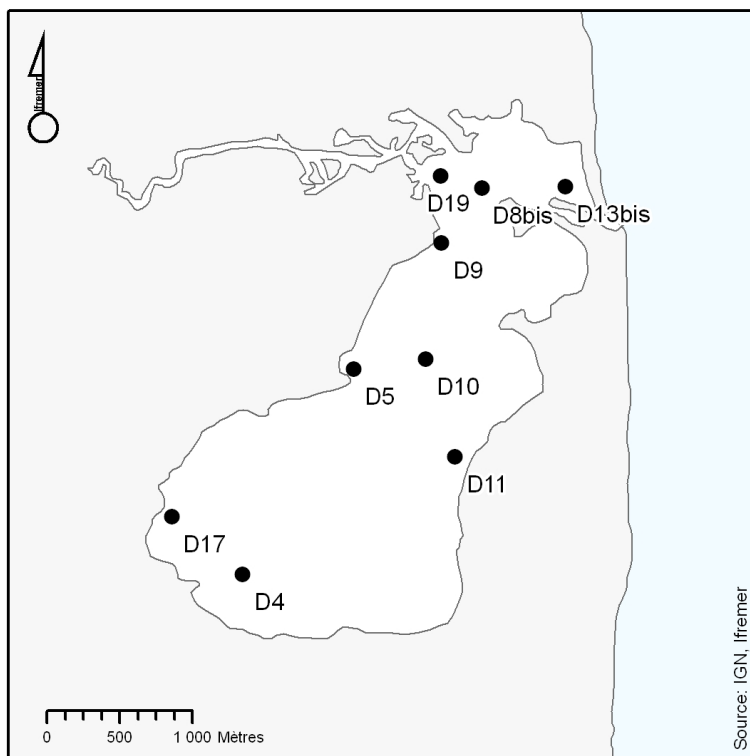 Ifremer
D19
D8bis
D13bis
D9
D10
D5
D11
D17
D4
0 500 1 000 Mètres
Source: IGN, Ifremer